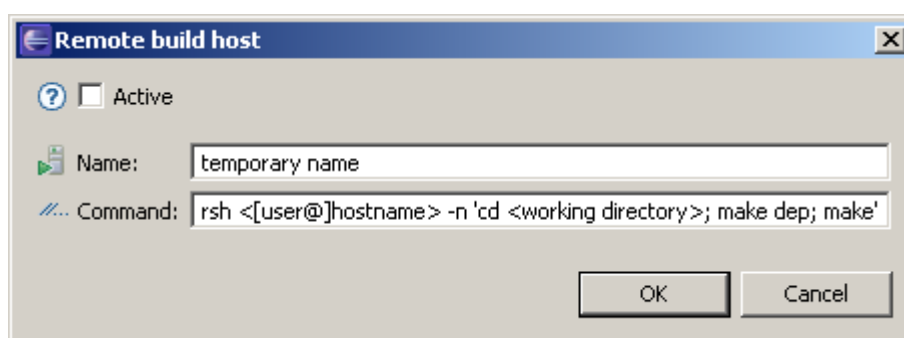 Remote build host
Active
Name: temporary name
//... Command: rsh <[user@]hostname> -n 'cd <working directory>; make dep; make'
OK Cancel